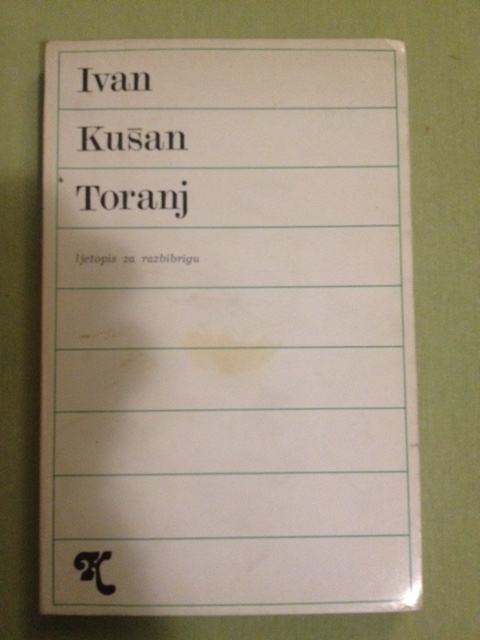 Ivan
Kušan
Toranj
ljetopis za razbibrigu
K